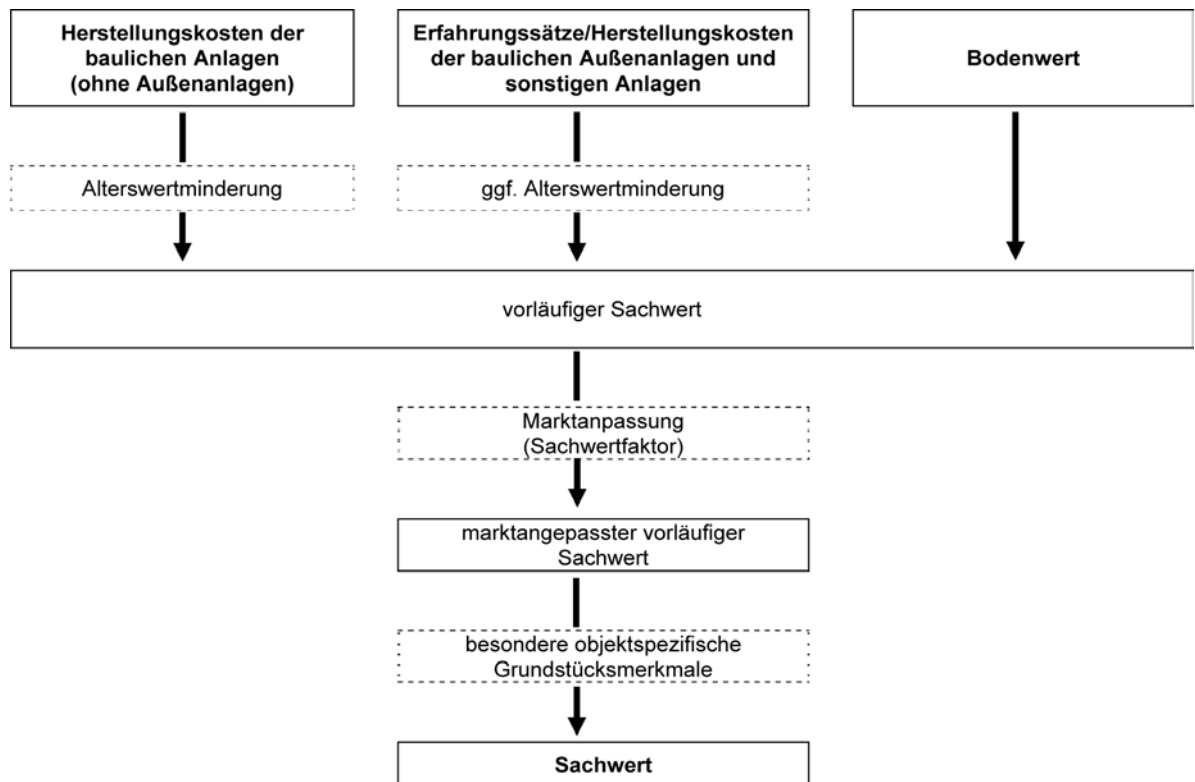 Herstellungskosten der
baulichen Anlagen
(ohne Außenanlagen)
Erfahrungssätze/Herstellungskosten
der baulichen Außenanlagen und
sonstigen Anlagen
Bodenwert
Alterswertminderung
ggf. Alterswertminderung
vorläufiger Sachwert
Marktanpassung
(Sachwertfaktor)
marktangepasster vorläufiger
Sachwert
besondere objektspezifische
Grundstücksmerkmale
Sachwert